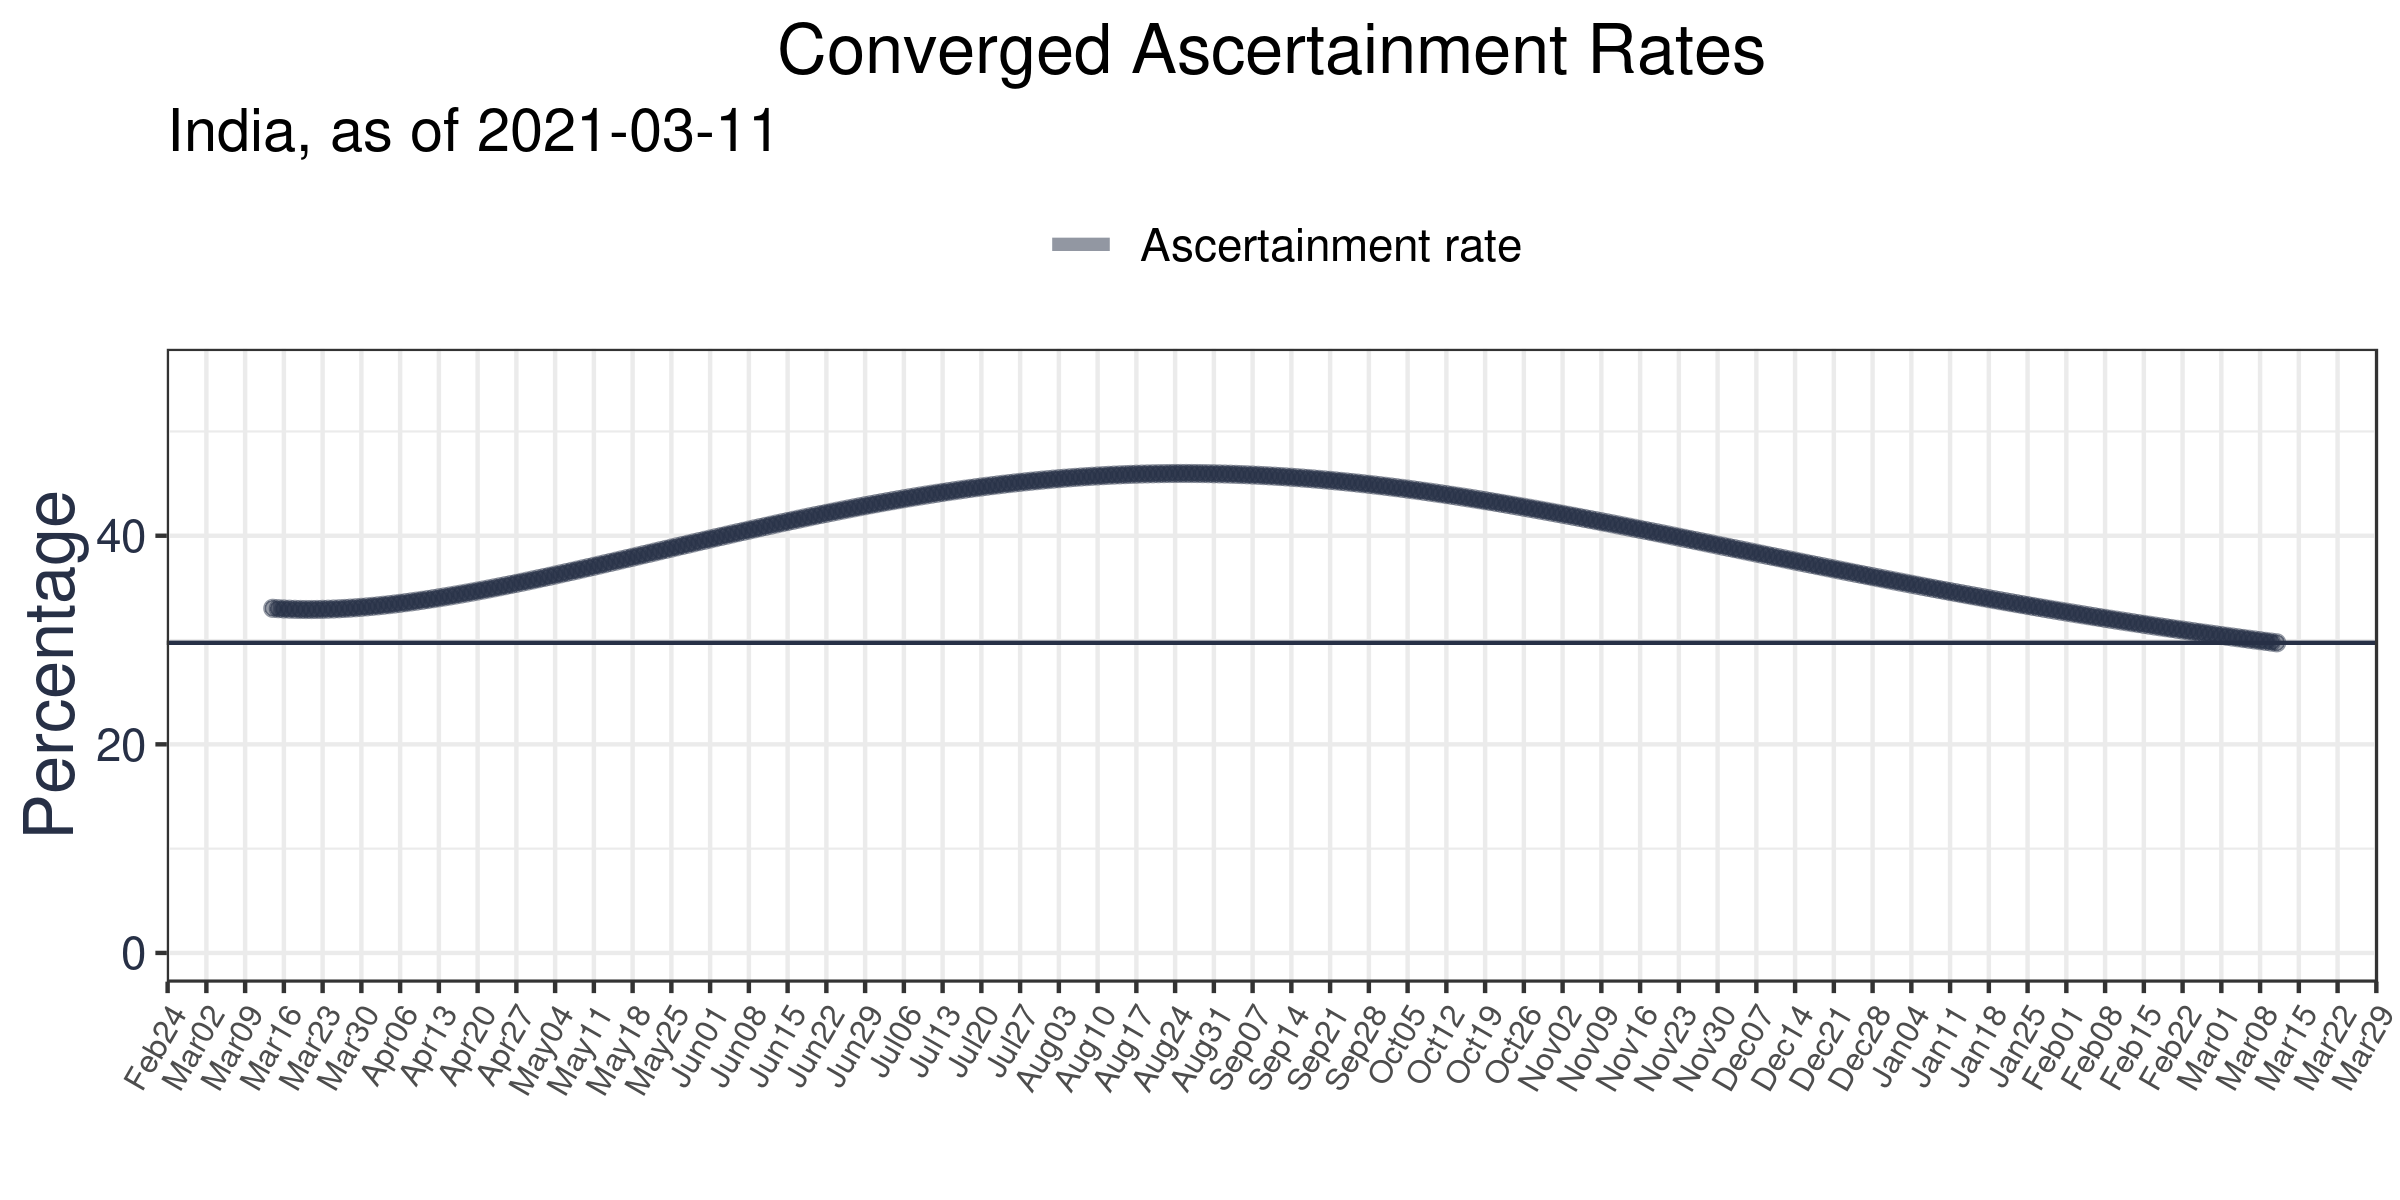 Converged Ascertainment Rates
India, as of 2021-03-11
Ascertainment rate
Percentage
40
20
0
Feb24 Mar02 Mar09 Mar16 Mar23 Mar30 Apr06 Apr13 Apr20 Apr27 May04 May11 May18 May25 Jun01 Jun08 Jun15 Jun22 Jun29 Jul06 Jul13 Jul20 Jul27 Aug03 Aug10 Aug17 Aug24 Aug31 Sep07 Sep14 Sep21 Sep28 Oct05 Oct12 Oct19 Oct26 Nov02 Nov09 Nov16 Nov23 Nov30 Dec07 Dec14 Dec21 Dec28 Jan04 Jan11 Jan18 Jan25 Feb01 Feb08 Feb15 Feb22 Mar01 Mar08 Mar15 Mar22 Mar29